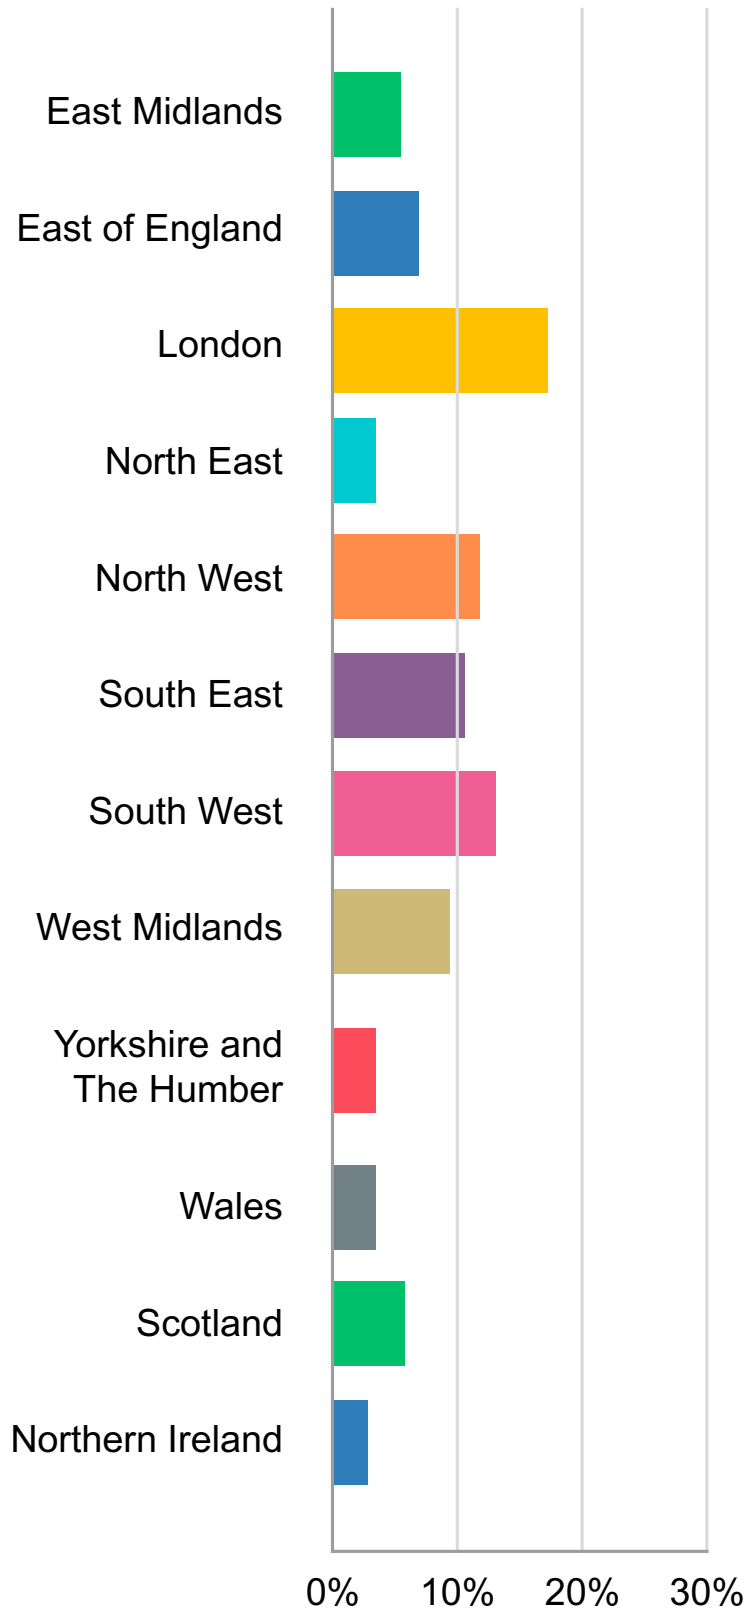 East Midlands
East of England
London
North East
North West
South East
South West
West Midlands
Yorkshire and
The Humber
Wales
Scotland
Northern Ireland
0% 10% 20% 30%